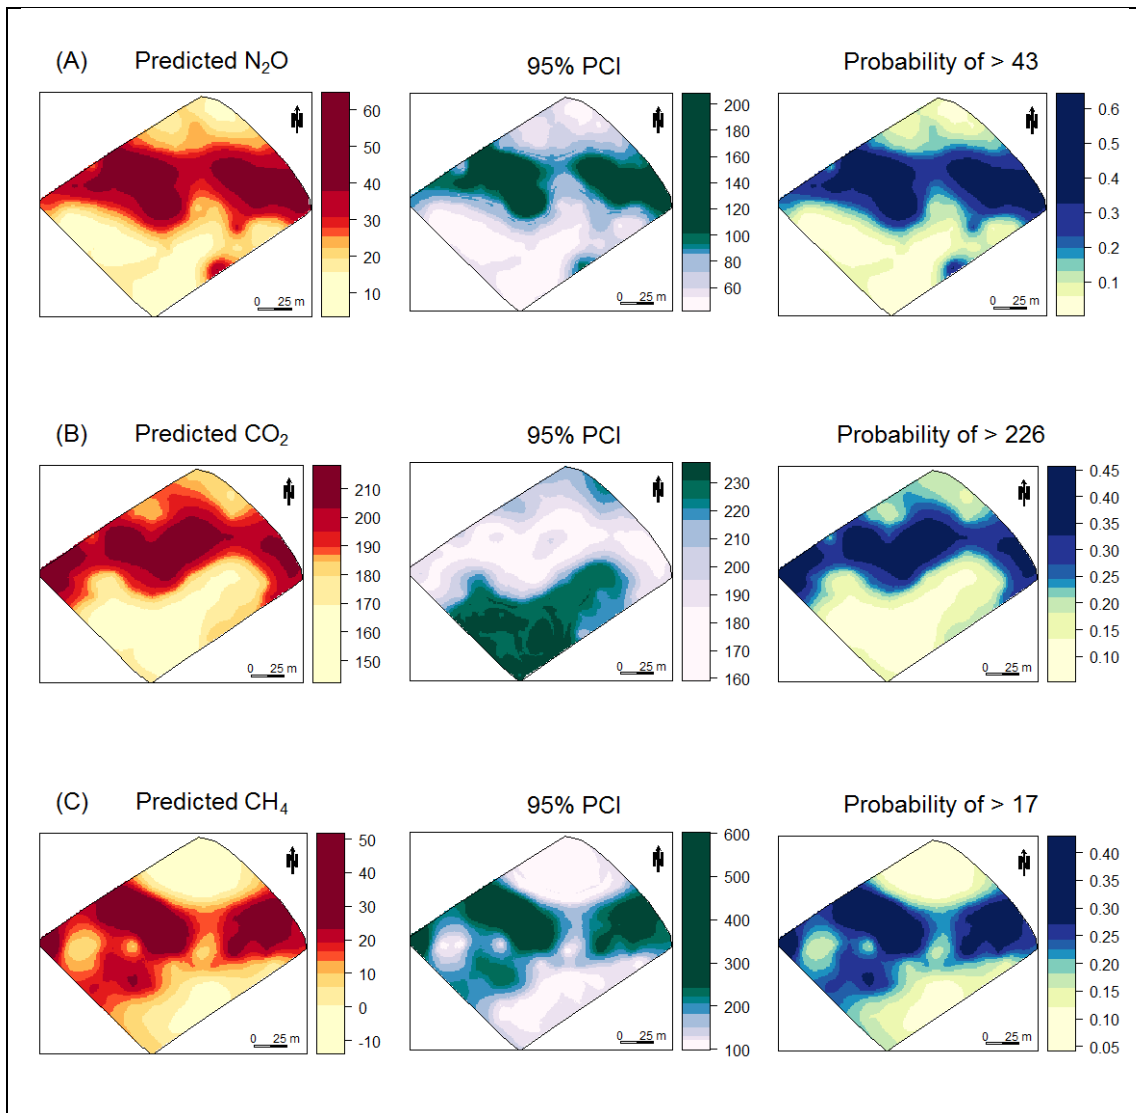 (A) Predicted N₂O 95% PCI Probability of > 43
N N N
60 200 0.6
50 180 0.5
40 160 0.4
30 140 0.3
20 120 0.2
10 100 0.1
80
60
0 25 m 0 25 m 0 25 m
(B) Predicted CO₂ 95% PCI Probability of > 226
N N N
210 230 0.45
200 220 0.40
190 210 0.35
180 200 0.30
170 190 0.25
160 180 0.20
150 170 0.15
160 0.10
0 25 m 0 25 m 0 25 m
(C) Predicted CH₄ 95% PCI Probability of > 17
N N N
50 600 0.40
40 500 0.35
30 400 0.30
20 300 0.25
10 200 0.20
0 100 0.15
-10 0.10
0.05
0 25 m 0 25 m 0 25 m